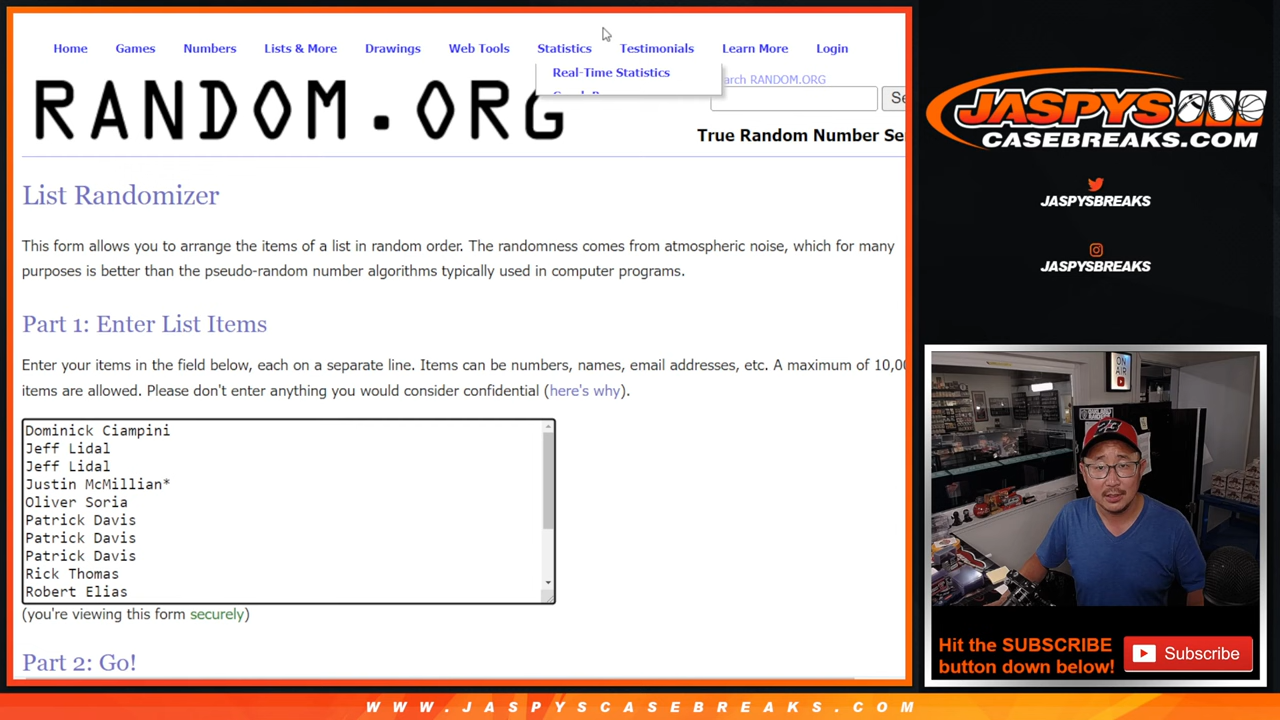 Home Games Numbers Lists & More Drawings Web Tools Statistics Testimonials Learn More Login
Real-Time Statistics
RANDOM.ORG
True Random Number Se
List Randomizer
This form allows you to arrange the items of a list in random order. The randomness comes from atmospheric noise, which for many
purposes is better than the pseudo-random number algorithms typically used in computer programs.
Part 1: Enter List Items
Enter your items in the field below, each on a separate line. Items can be numbers, names, email addresses, etc. A maximum of 10,00
items are allowed. Please don't enter anything you would consider confidential (here's why).
Dominick Ciampini
Jeff Lidal
Jeff Lidal
Justin McMillian*
Oliver Soria
Patrick Davis
Patrick Davis
Patrick Davis
Rick Thomas
Robert Elias
(you're viewing this form securely)
Part 2: Go!
arch RANDOM.ORG
Se
JASPYS
CASEBREAKS.COM
JASPYSBREAKS
JASPYSBREAKS
ON
AIR
Hit the SUBSCRIBE
button down below!
Subscribe
WWW.JASPYSCASEBREAKS.COM